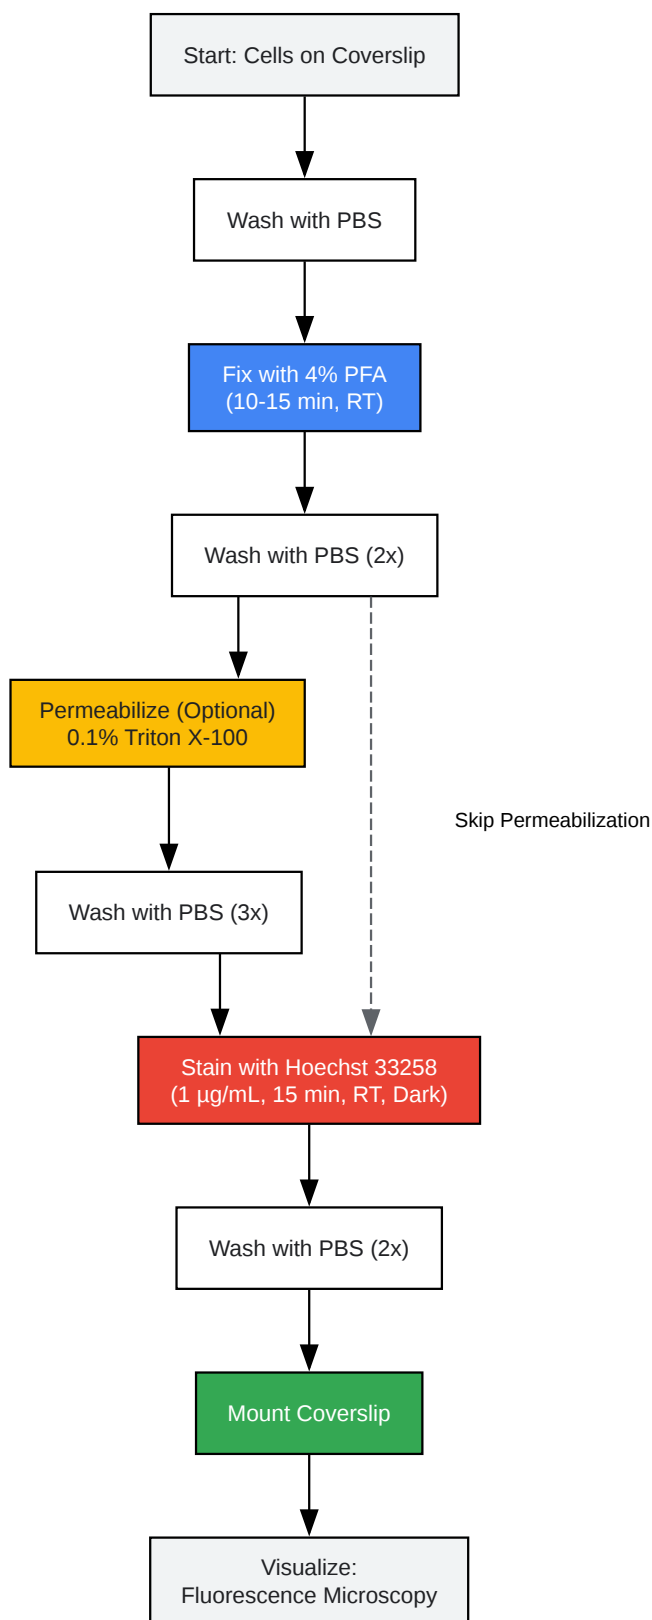 Start: Cells on Coverslip
Wash with PBS
Fix with 4% PFA
(10-15 min, RT)
Wash with PBS (2x)
Permeabilize (Optional)
0.1% Triton X-100
Skip Permeabilization
Wash with PBS (3x)
Stain with Hoechst 33258
(1 µg/mL, 15 min, RT, Dark)
Wash with PBS (2x)
Mount Coverslip
Visualize:
Fluorescence Microscopy